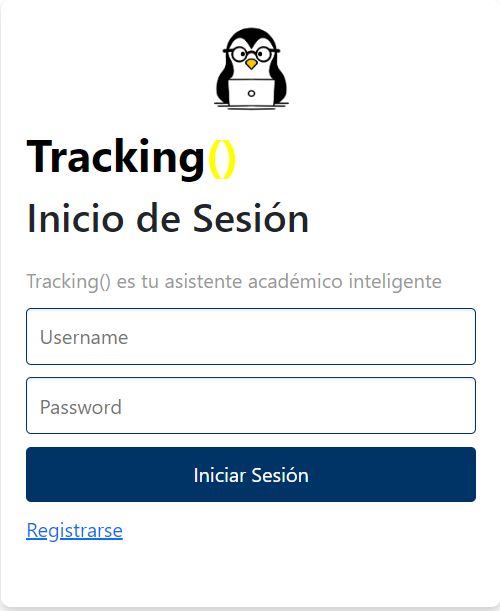 Tracking()
Inicio de Sesión
Tracking() es tu asistente académico inteligente
Username
Password
Iniciar Sesión
Registrarse